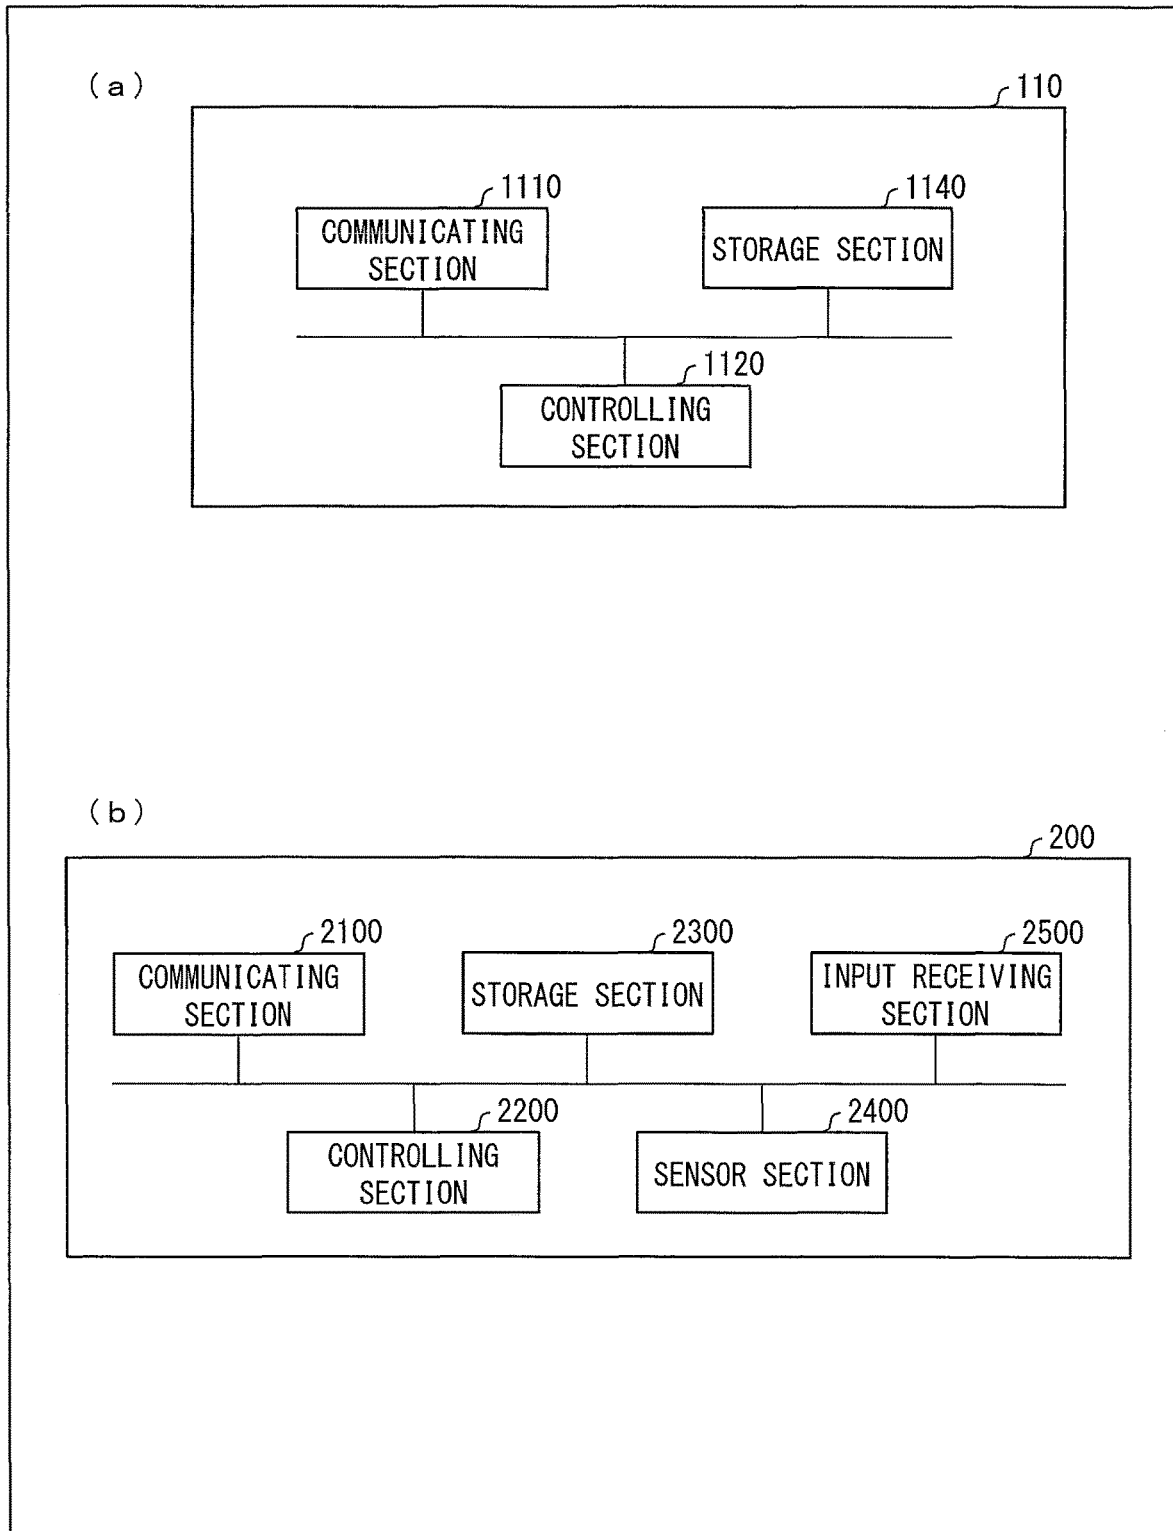 (a)
110
1110
1140
COMMUNICATING
SECTION
STORAGE SECTION
1120
CONTROLLING
SECTION
(b)
200
2100
2300
2500
COMMUNICATING
SECTION
STORAGE SECTION
INPUT RECEIVING
SECTION
2200
2400
CONTROLLING
SECTION
SENSOR SECTION